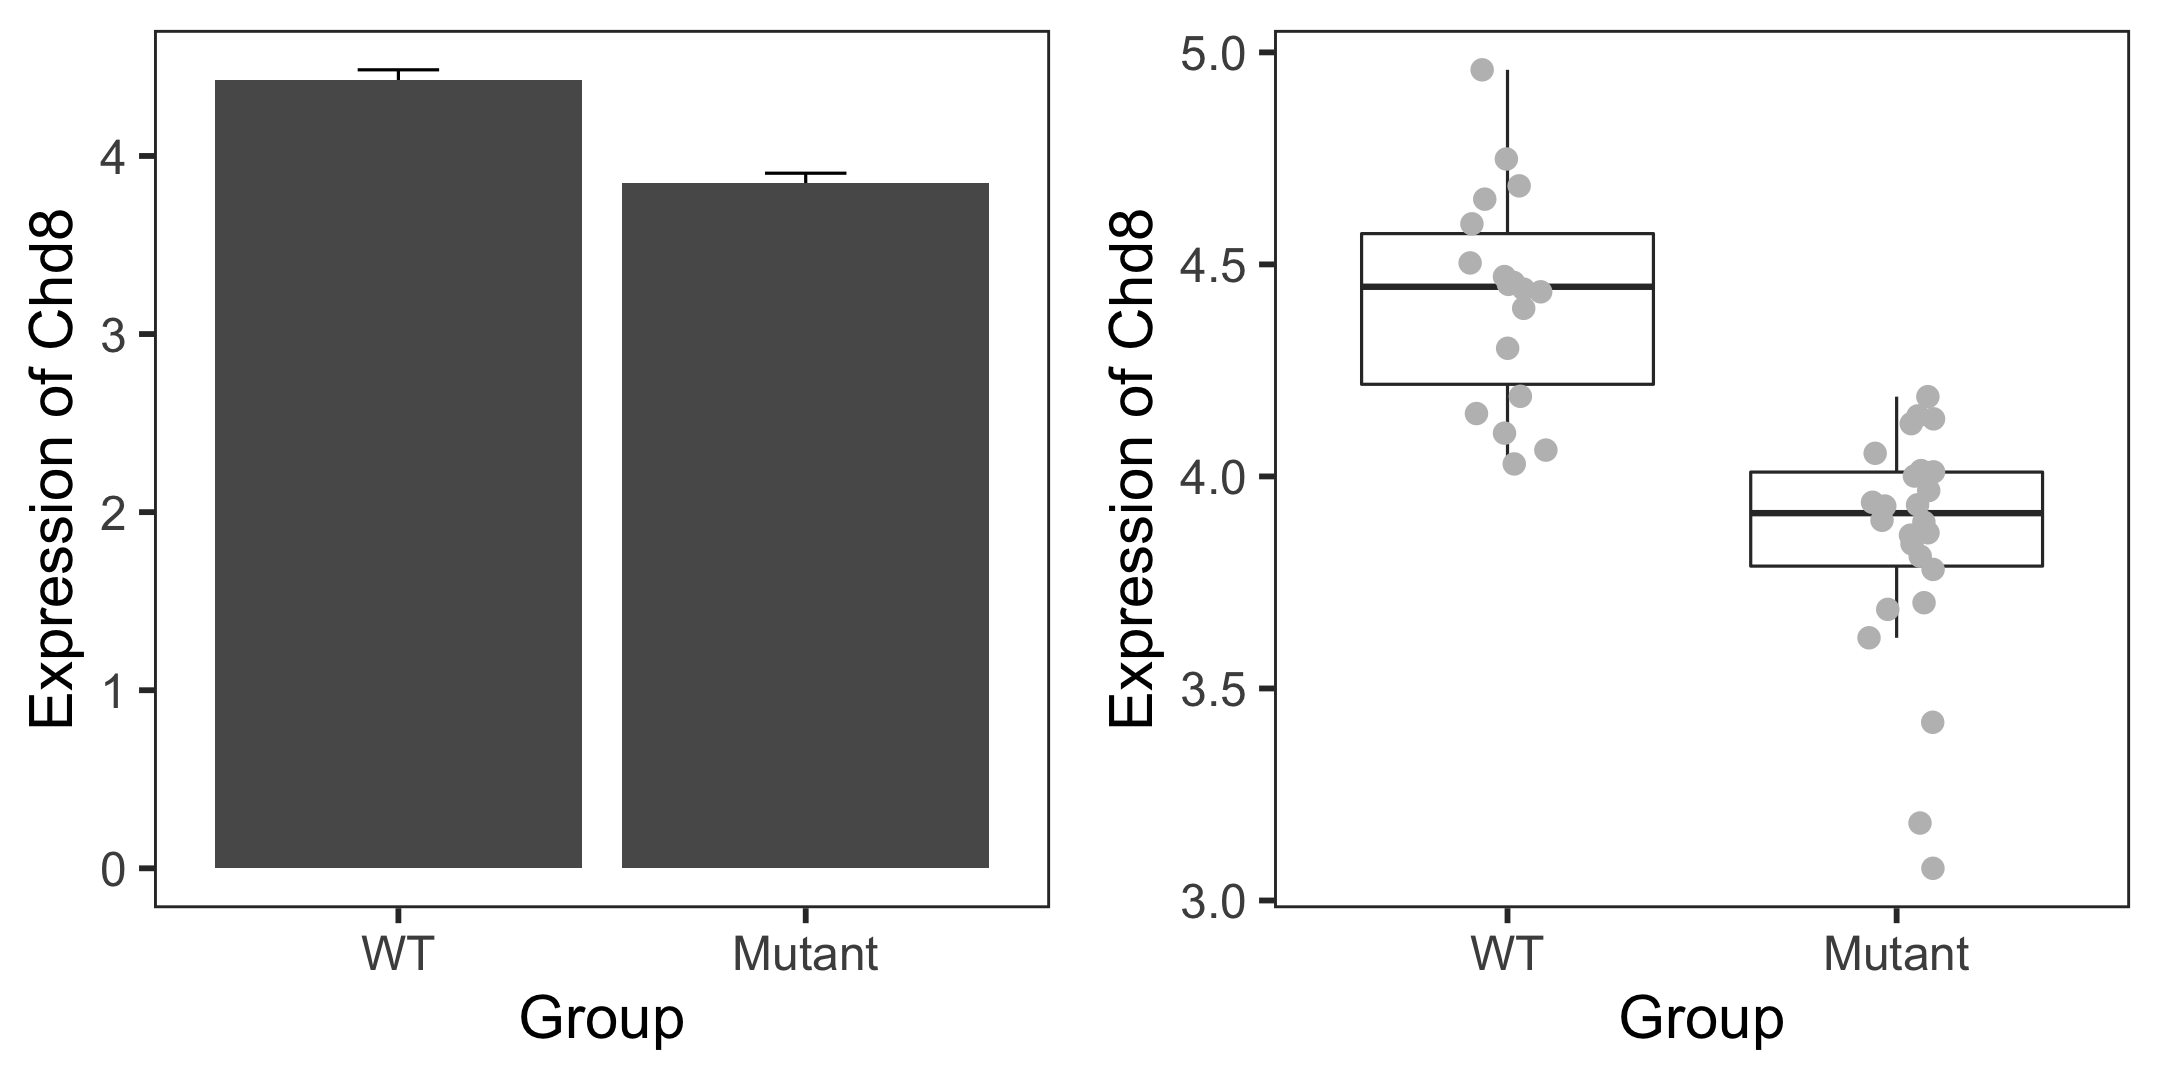 Expression of Chd8
4
3
2
1
0
WT Mutant
Group
Expression of Chd8
5.0
4.5
4.0
3.5
3.0
WT Mutant
Group